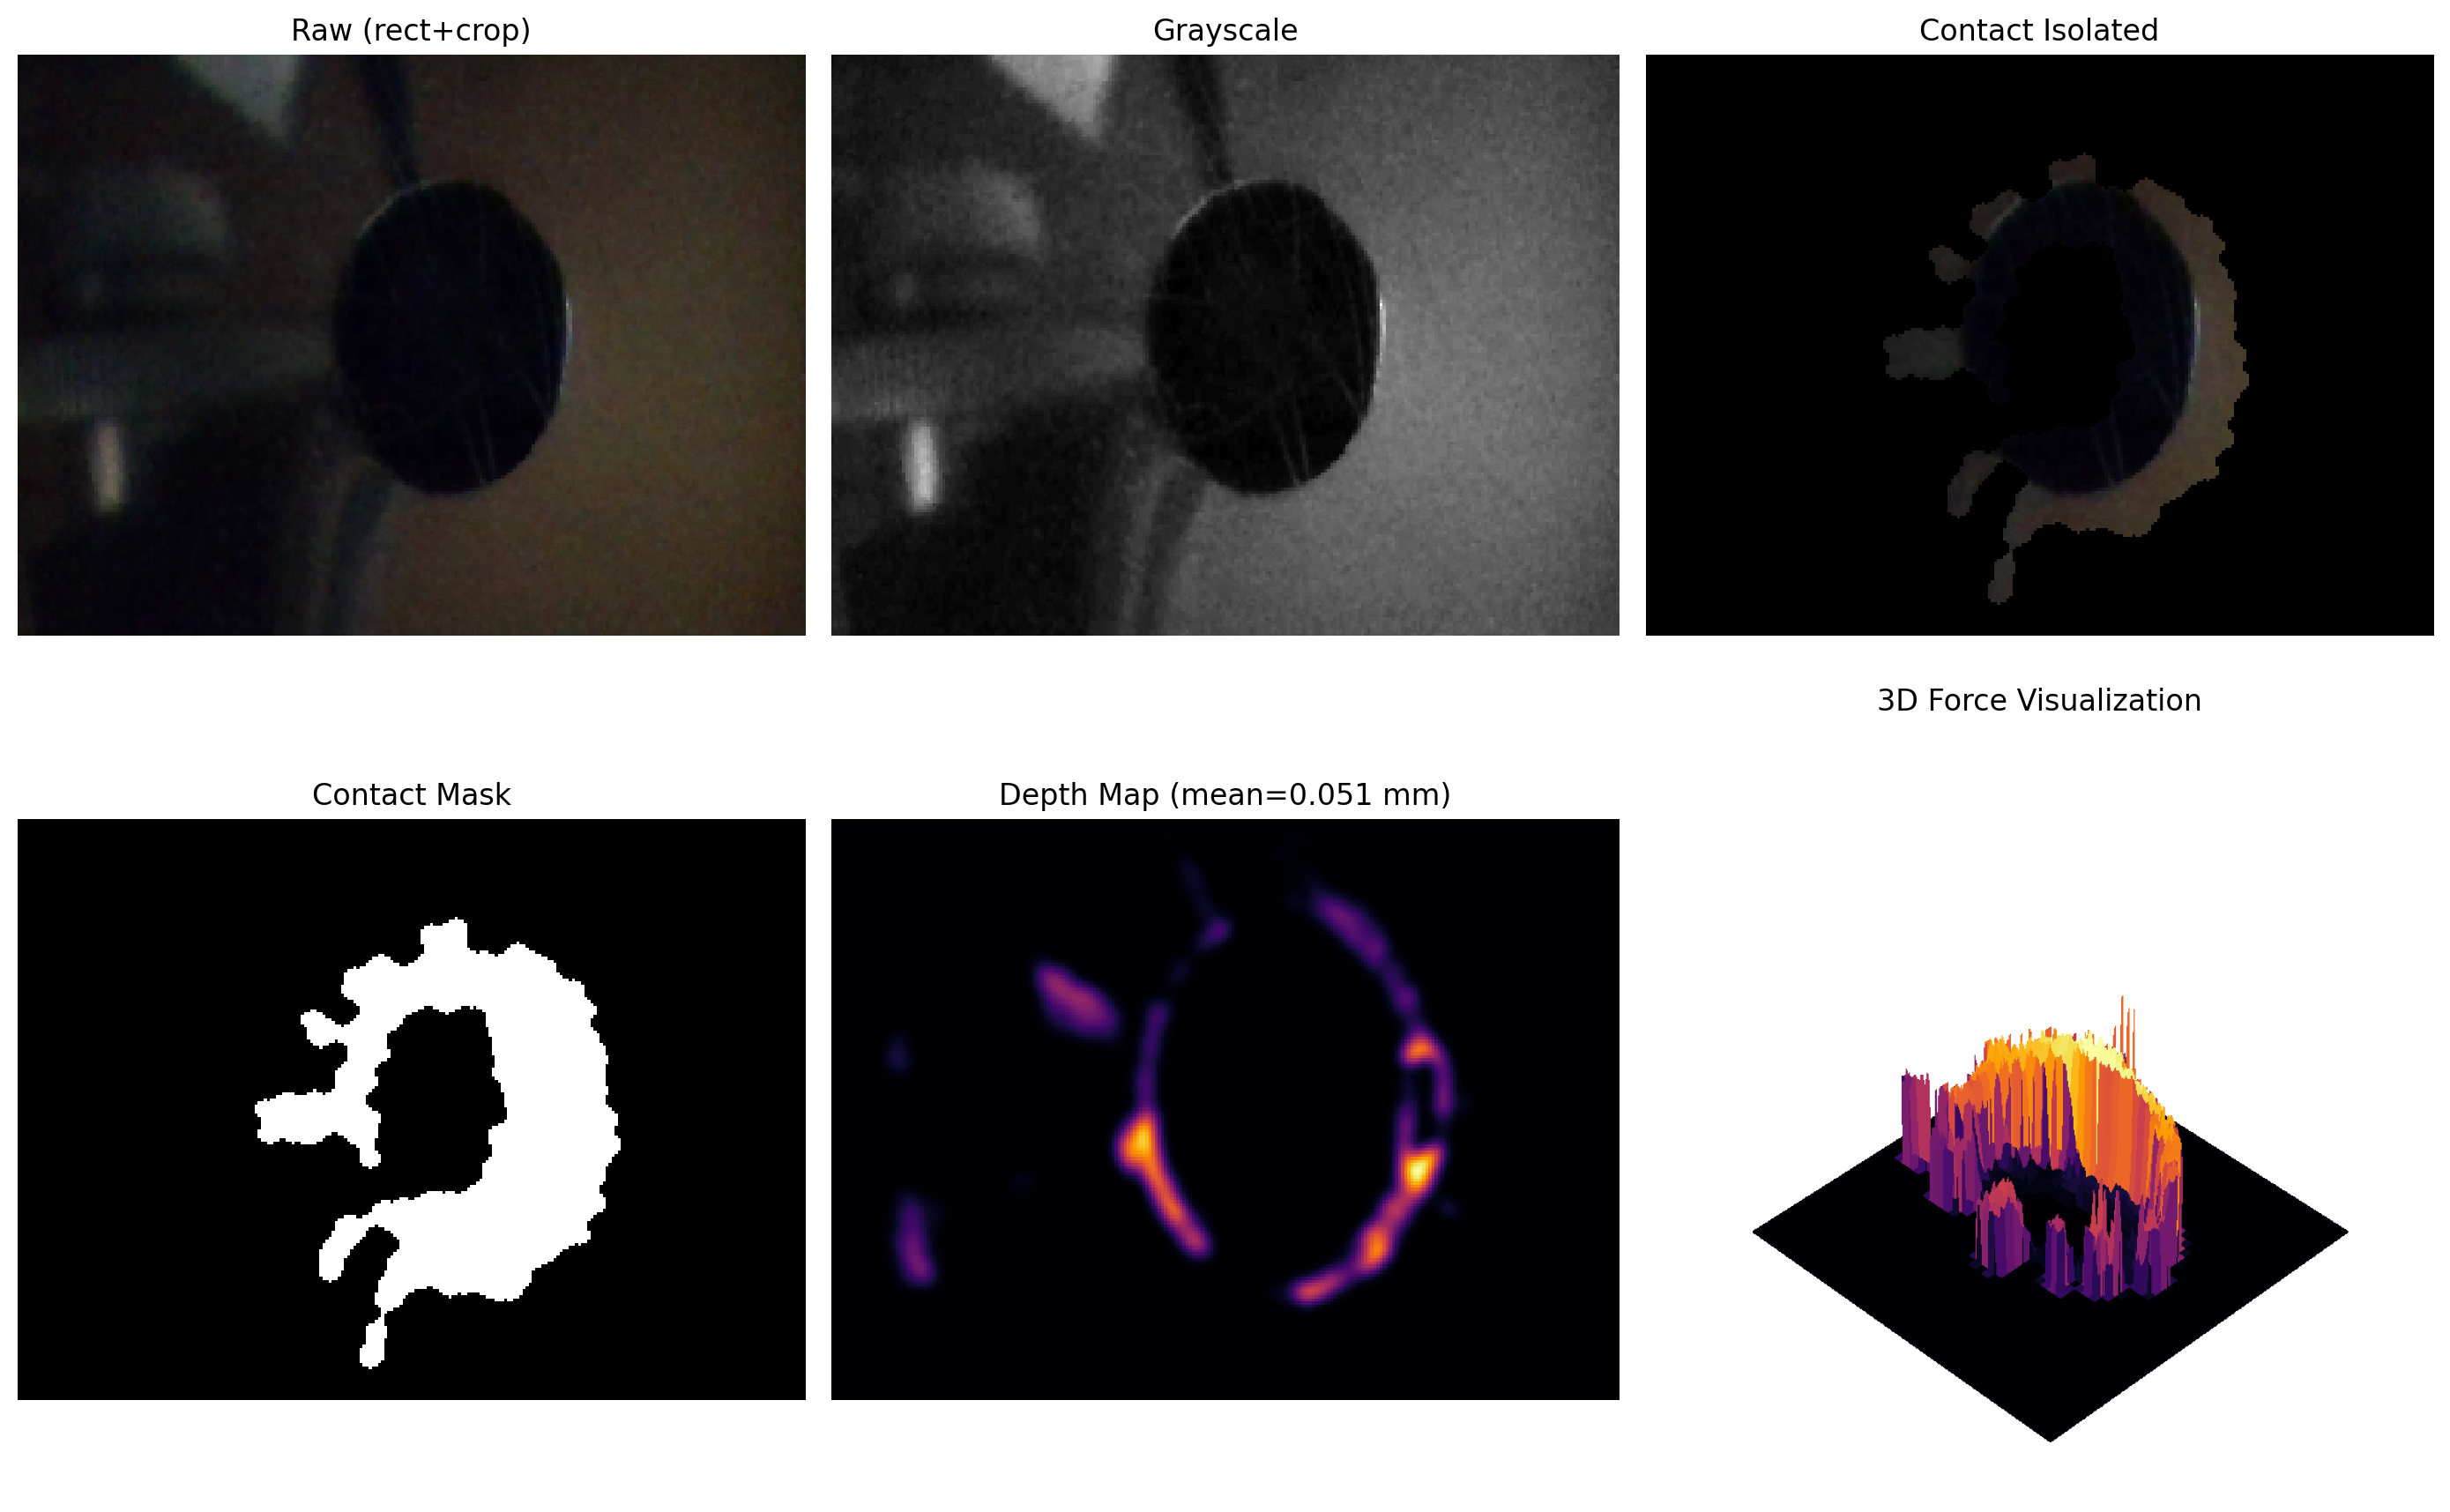 Raw (rect+crop)
Grayscale
Contact Isolated
3D Force Visualization
Contact Mask
Depth Map (mean=0.051 mm)